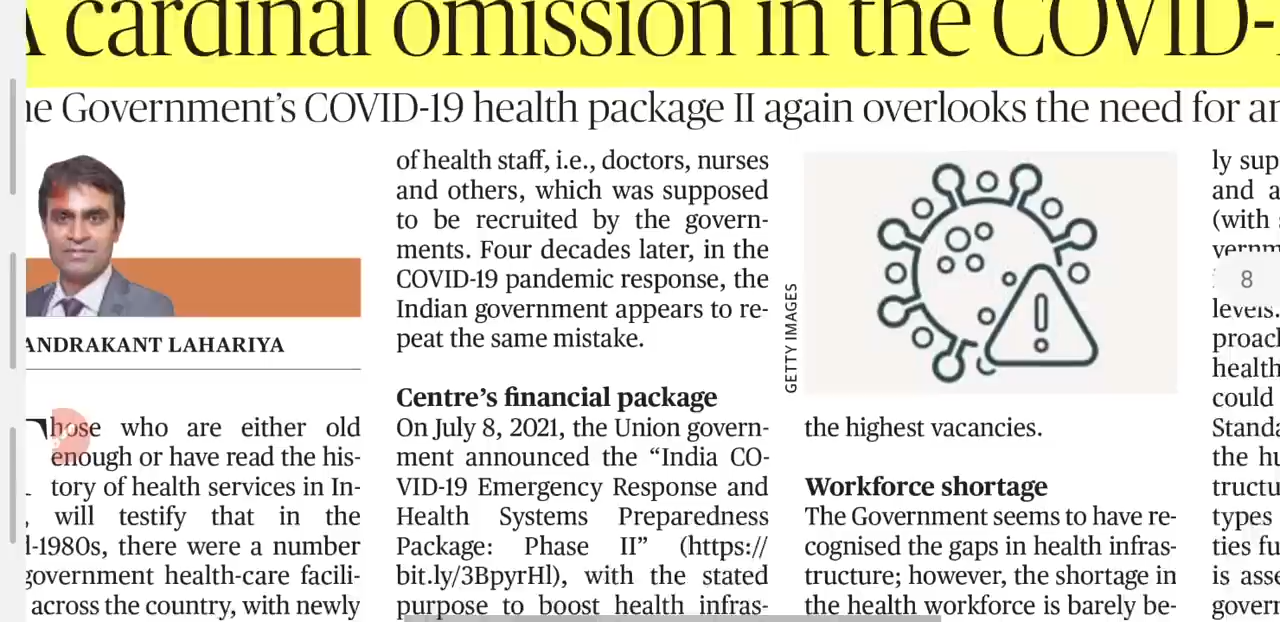 A cardinal omission in the COVID-
he Government's COVID-19 health package II again overlooks the need for an
ANDRAKANT LAHARIYA
Those who are either old
enough or have read the his-
tory of health services in In-
, will testify that in the
d-1980s, there were a number
government health-care facili-
across the country, with newly
of health staff, i.e., doctors, nurses
and others, which was supposed
to be recruited by the govern-
ments. Four decades later, in the
COVID-19 pandemic response, the
Indian government appears to re-
peat the same mistake.
Centre's financial package
On July 8, 2021, the Union govern-
ment announced the “India CO-
VID-19 Emergency Response and
Health Systems Preparedness
Package: Phase II” (https://
bit.ly/3BpyrHl), with the stated
purpose to boost health infras-
GETTY IMAGES
the highest vacancies.
Workforce shortage
The Government seems to have re-
cognised the gaps in health infras-
tructure; however, the shortage in
the health workforce is barely be-
ly sup
and a
(with
vernm
8
levels.
proach
health
could
Standa
the hu
tructu
types
ties fu
is asse
govern